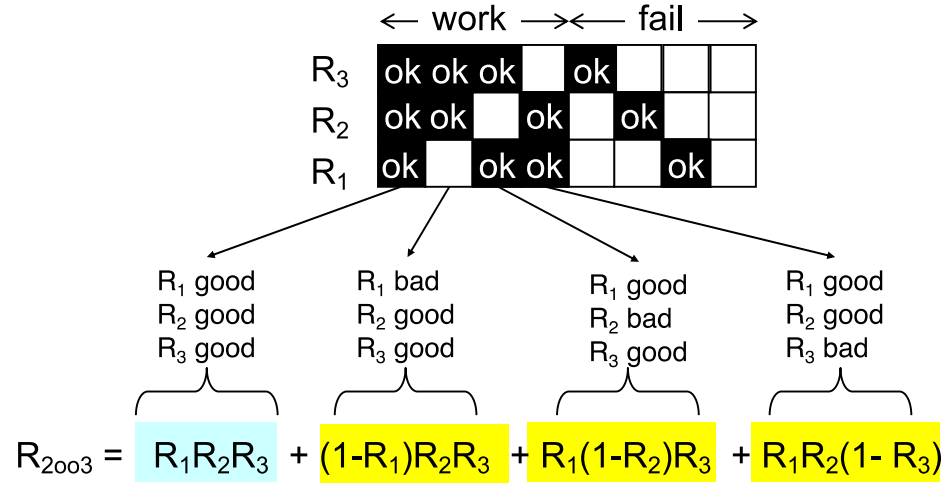 work fail
R₃ ok ok ok ok
R₂ ok ok ok ok
R₁ ok ok ok ok
R₁ good R₁ bad R₁ good R₁ good
R₂ good R₂ good R₂ bad R₂ good
R₃ good R₃ good R₃ good R₃ bad
R₂ₒₒ₃ = R₁R₂R₃ + (1-R₁)R₂R₃ + R₁(1-R₂)R₃ + R₁R₂(1- R₃)